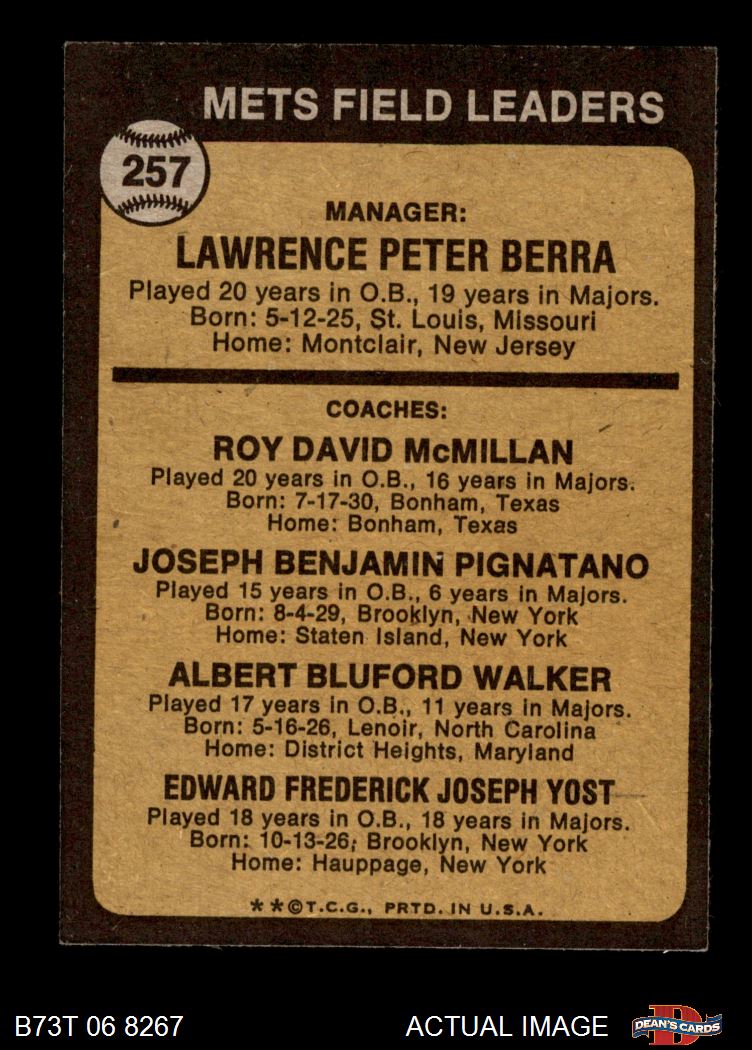 METS FIELD LEADERS
257
MANAGER:
LAWRENCE PETER BERRA
Played 20 years in O.B., 19 years in Majors.
Born: 5-12-25, St. Louis, Missouri
Home: Montclair, New Jersey
COACHES:
ROY DAVID McMILLAN
Played 20 years in O.B., 16 years in Majors.
Born: 7-17-30, Bonham, Texas
Home: Bonham, Texas
JOSEPH BENJAMIN PIGNATANO
Played 15 years in O.B., 6 years in Majors.
Born: 8-4-29, Brooklyn, New York
Home: Staten Island, New York
ALBERT BLUFORD WALKER
Played 17 years in O.B., 11 years in Majors.
Born: 5-16-26, Lenoir, North Carolina
Home: District Heights, Maryland
EDWARD FREDERICK JOSEPH YOST
Played 18 years in O.B., 18 years in Majors.
Born: 10-13-26, Brooklyn, New York
Home: Hauppage, New York
**©T.C.G., PRTD. IN U.S.A.
B73T 06 8267 ACTUAL IMAGE
D
DEAN'S CARDS